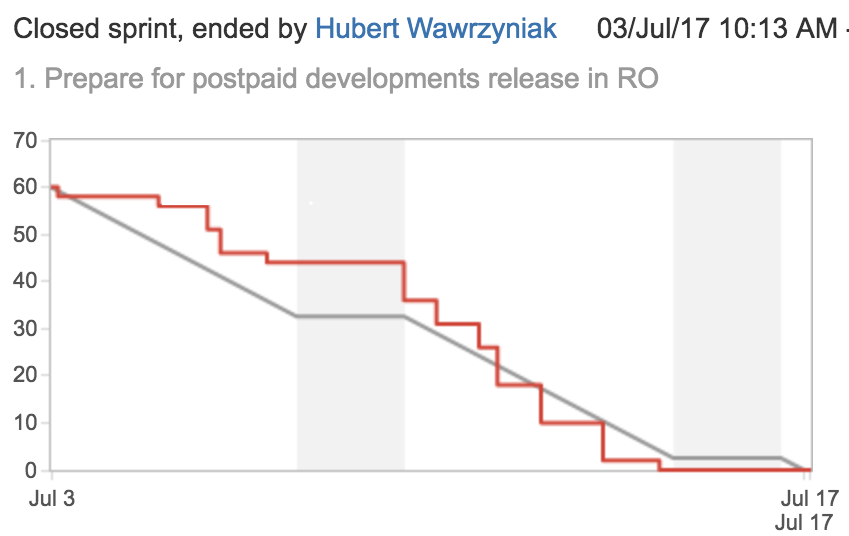 Closed sprint, ended by Hubert Wawrzyniak 03/Jul/17 10:13 AM -
1. Prepare for postpaid developments release in RO
70
60
50
40
30
20
10
0
Jul 3
Jul 17
Jul 17